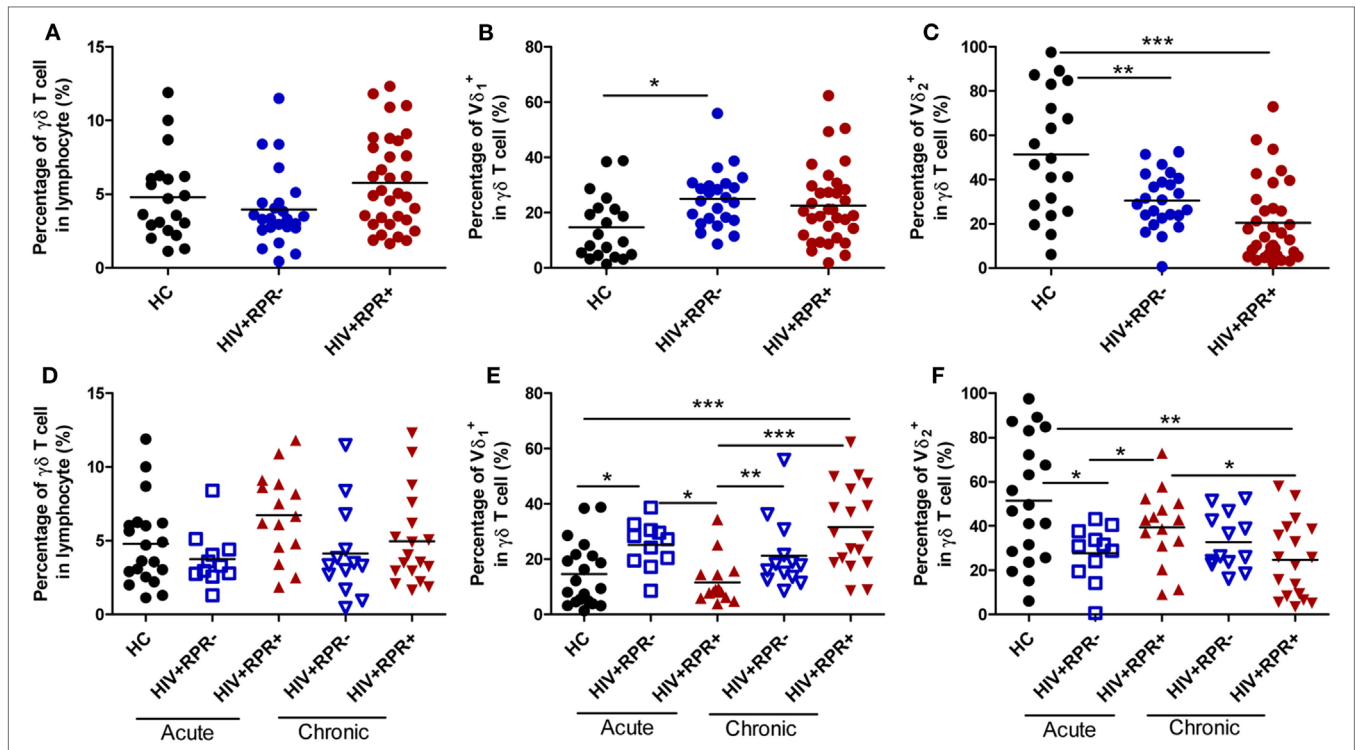 A
Percentage of γδ T cell
in lymphocyte (%)
15
10
5
0
HC
HIV+RPR-
HIV+RPR+
B
Percentage of Vδ1+
in γδ T cell (%)
80
60
40
20
0
*
HC
HIV+RPR-
HIV+RPR+
C
Percentage of Vδ2+
in γδ T cell (%)
100
80
60
40
20
0
***
**
HC
HIV+RPR-
HIV+RPR+
D
Percentage of γδ T cell
in lymphocyte (%)
15
10
5
0
HC
HIV+RPR-
HIV+RPR+
HIV+RPR-
HIV+RPR+
Acute
Chronic
E
Percentage of Vδ1+
in γδ T cell (%)
80
60
40
20
0
***
***
*
**
*
HC
HIV+RPR-
HIV+RPR+
HIV+RPR-
HIV+RPR+
Acute
Chronic
F
Percentage of Vδ2+
in γδ T cell (%)
100
80
60
40
20
0
**
*
*
*
HC
HIV+RPR-
HIV+RPR+
HIV+RPR-
HIV+RPR+
Acute
Chronic